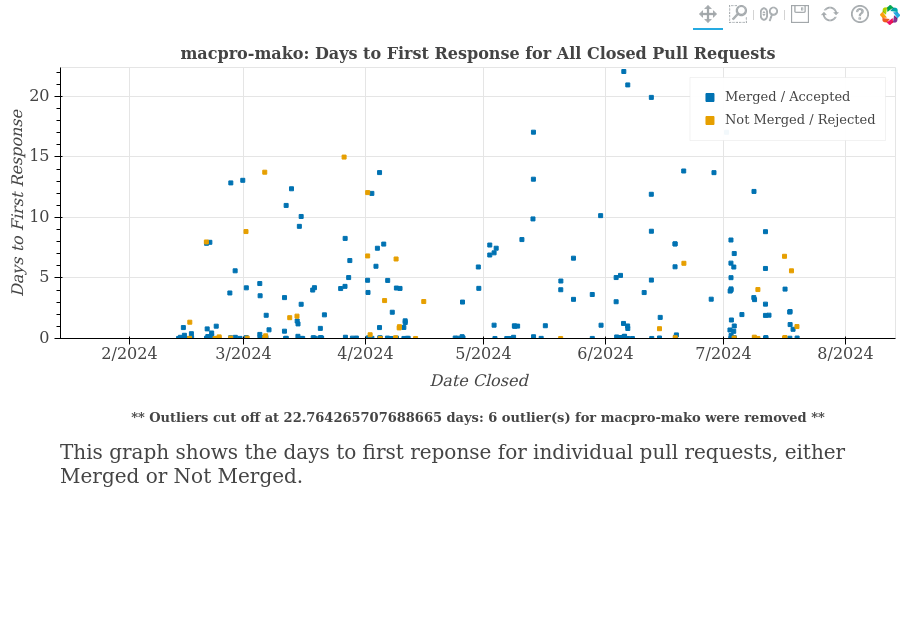 macpro-mako: Days to First Response for All Closed Pull Requests
Merged / Accepted
Not Merged / Rejected
Days to First Response
20
15
10
5
0
2/2024 3/2024 4/2024 5/2024 6/2024 7/2024 8/2024
Date Closed
** Outliers cut off at 22.764265707688665 days: 6 outlier(s) for macpro-mako were removed **
This graph shows the days to first reponse for individual pull requests, either
Merged or Not Merged.